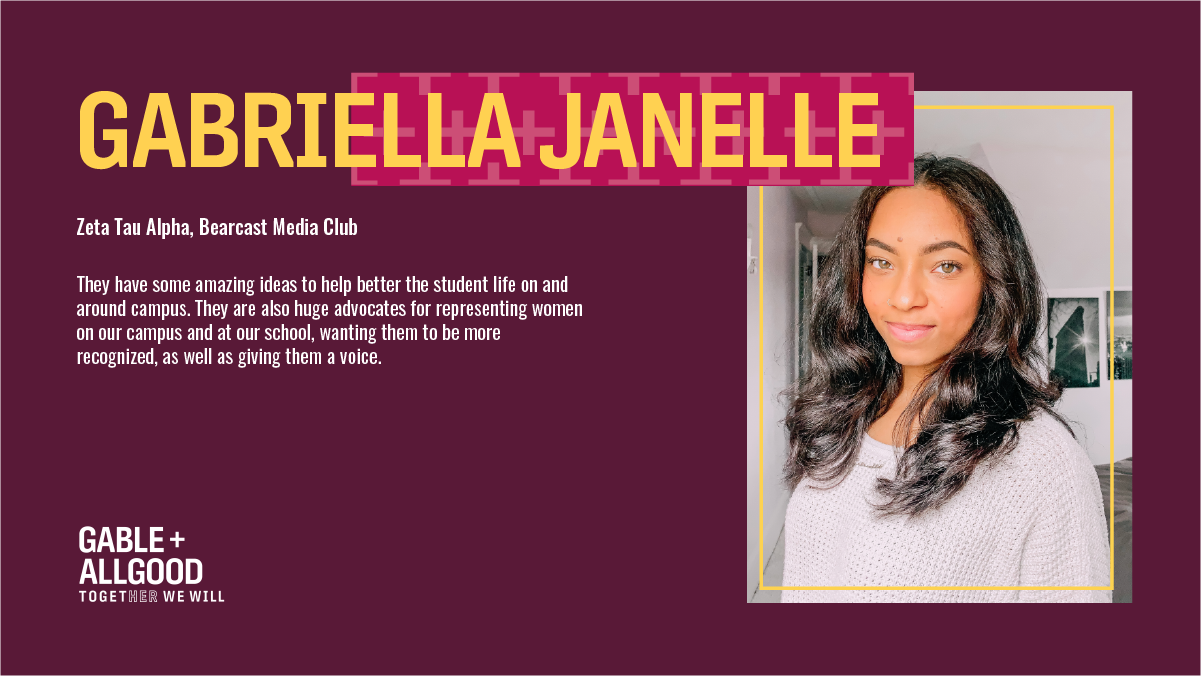 GABRIELLA JANELLE
Zeta Tau Alpha, Bearcast Media Club
They have some amazing ideas to help better the student life on and
around campus. They are also huge advocates for representing women
on our campus and at our school, wanting them to be more
recognized, as well as giving them a voice.
GABLE +
ALLGOOD
TOGETHER WE WILL